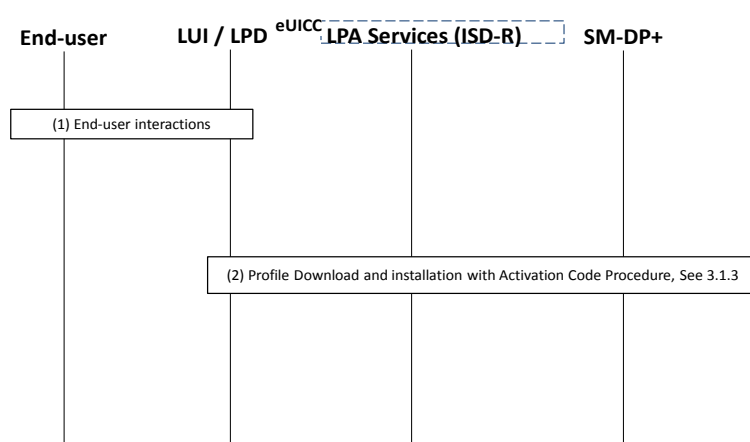 End-user
LUI / LPD
eUICC
LPA Services (ISD-R)
SM-DP+
(1) End-user interactions
(2) Profile Download and installation with Activation Code Procedure, See 3.1.3